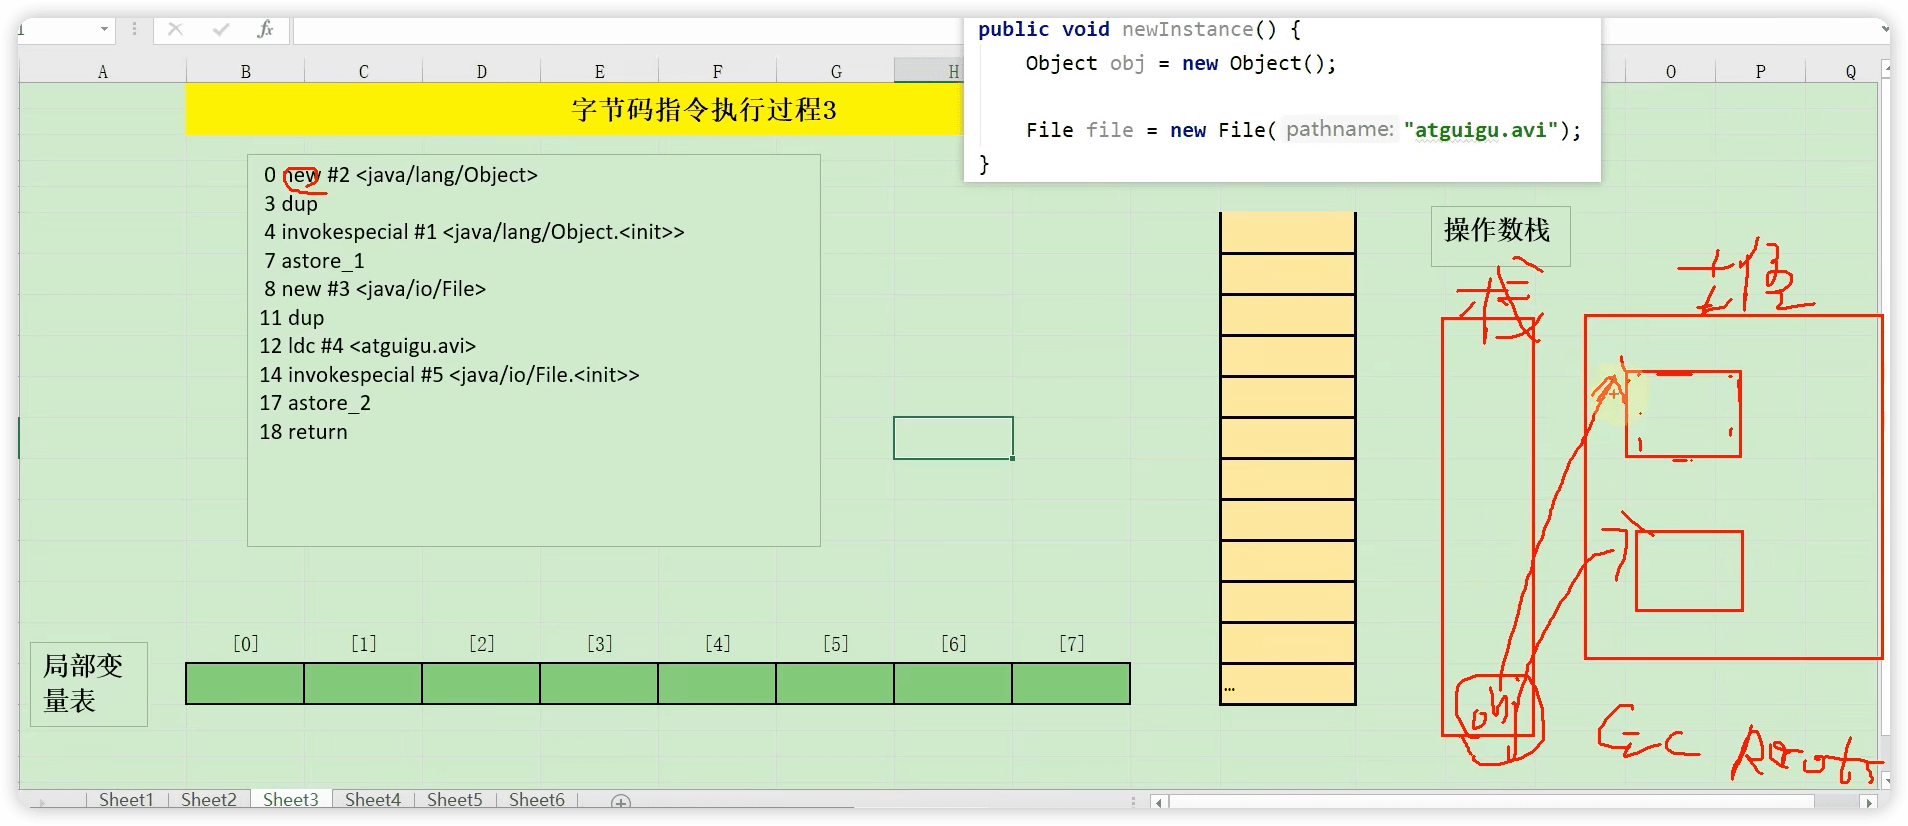 fx
public void newInstance() {
Object obj = new Object();
File file = new File( pathname: "atguigu.avi");
}
A B C D E F G H O P Q
字节码指令执行过程3
0 new #2 <java/lang/Object>
3 dup
4 invokespecial #1 <java/lang/Object.<init>>
7 astore_1
8 new #3 <java/io/File>
11 dup
12 ldc #4 <atguigu.avi>
14 invokespecial #5 <java/io/File.<init>>
17 astore_2
18 return
操作数栈
栈
堆
[0] [1] [2] [3] [4] [5] [6] [7]
局部变
量表
...
obj
GC Roots
Sheet1 Sheet2 Sheet3 Sheet4 Sheet5 Sheet6